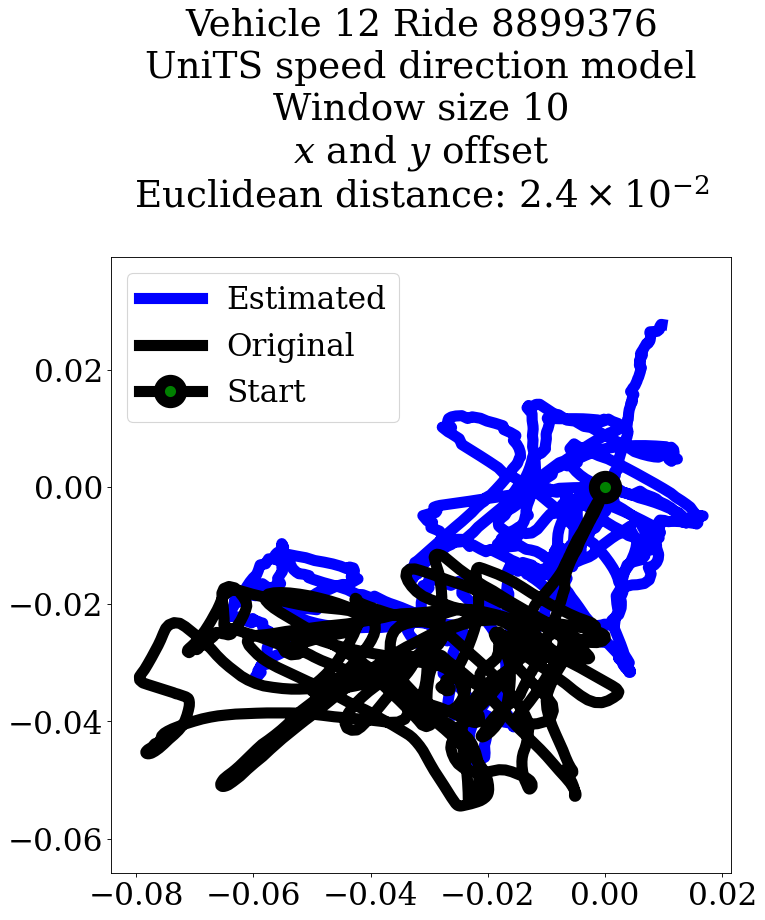 Vehicle 12 Ride 8899376
UniTS speed direction model
Window size 10
x and y offset
Euclidean distance: 2.4 × 10⁻²
Estimated
Original
Start
0.02
0.00
−0.02
−0.04
−0.06
−0.08 −0.06 −0.04 −0.02 0.00 0.02